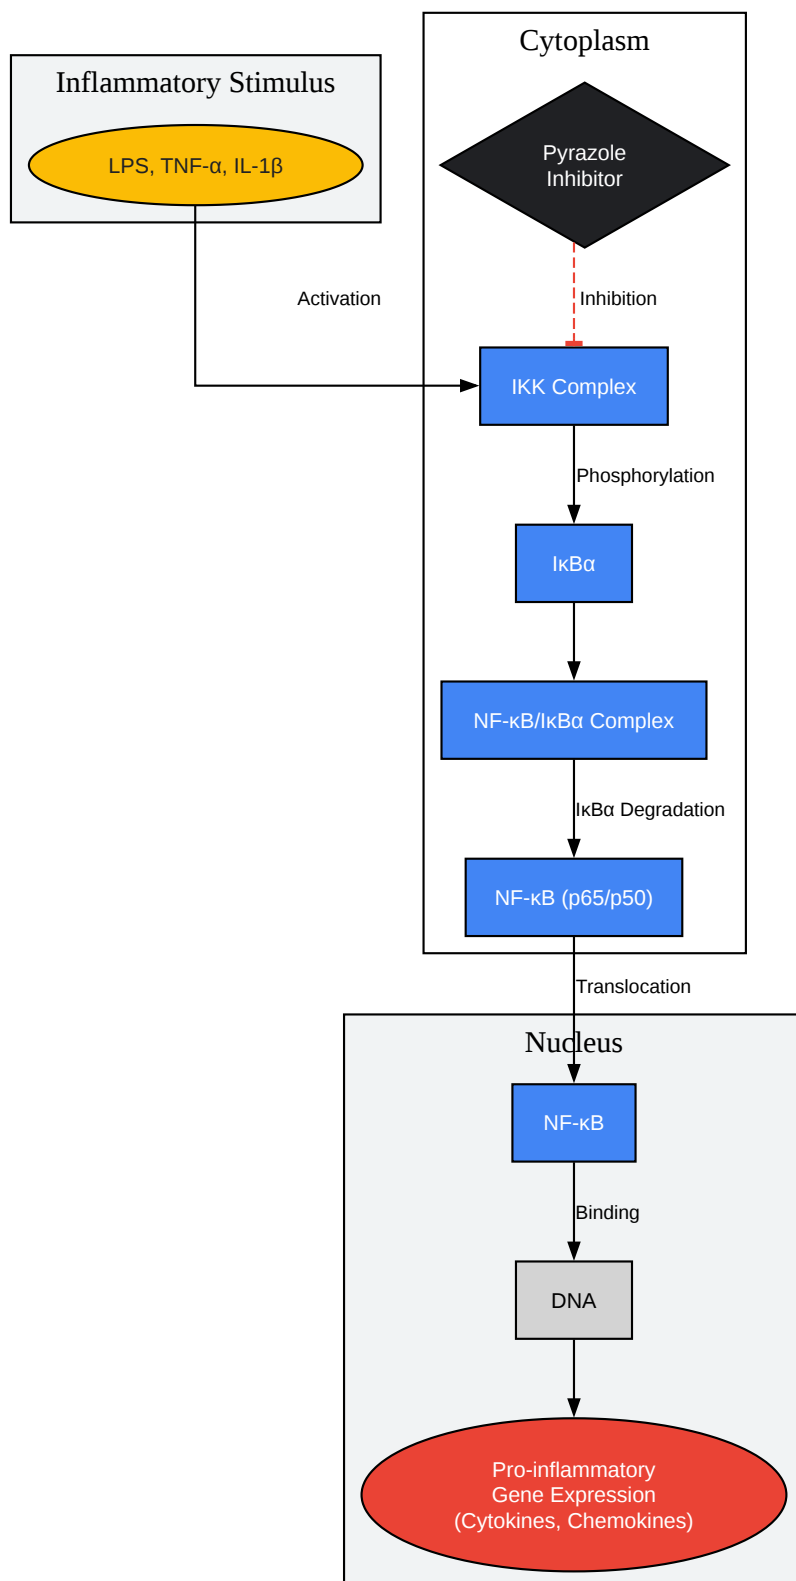 Cytoplasm
Inflammatory Stimulus
LPS, TNF-α, IL-1β
Pyrazole
Inhibitor
Activation
Inhibition
IKK Complex
Phosphorylation
IκBα
NF-κB/IκBα Complex
IκBα Degradation
NF-κB (p65/p50)
Translocation
Nucleus
NF-κB
Binding
DNA
Pro-inflammatory
Gene Expression
(Cytokines, Chemokines)